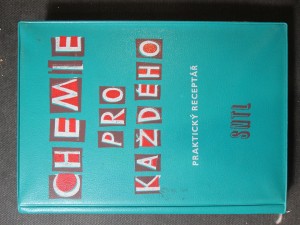 CHEMIE
PRO
KAŽDÉHO
PRAKTICKÝ RECEPTÁŘ
SNTL